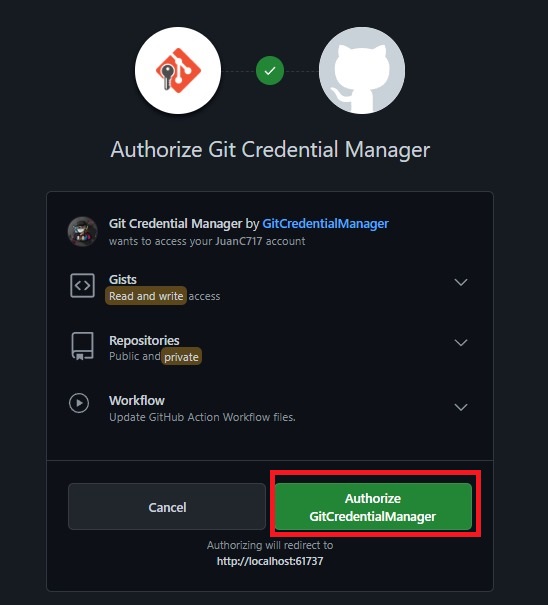 Authorize Git Credential Manager
Git Credential Manager by GitCredentialManager
wants to access your JuanC717 account
Gists
Read and write access
Repositories
Public and private
Workflow
Update GitHub Action Workflow files.
Cancel
Authorize
GitCredentialManager
Authorizing will redirect to
http://localhost:61737